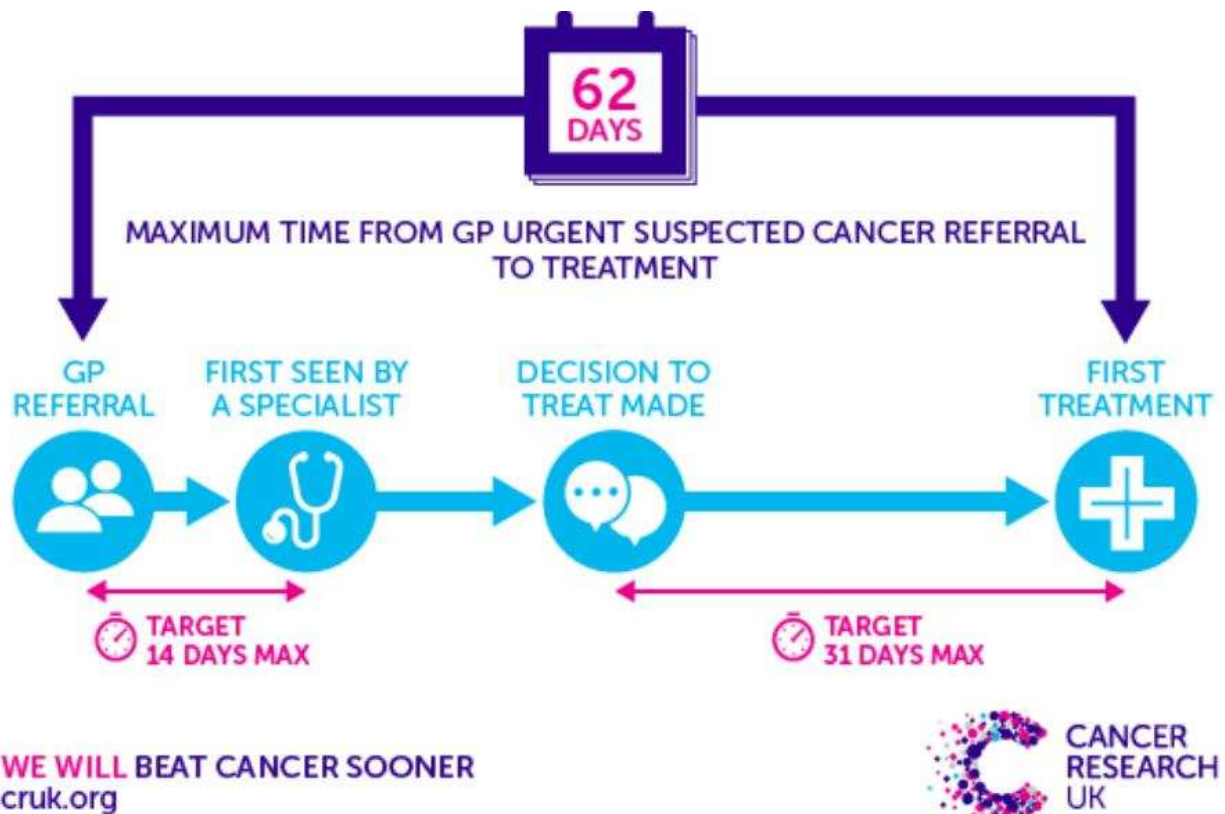 62
DAYS
MAXIMUM TIME FROM GP URGENT SUSPECTED CANCER REFERRAL
TO TREATMENT
GP
REFERRAL
FIRST SEEN BY
A SPECIALIST
DECISION TO
TREAT MADE
FIRST
TREATMENT
TARGET
14 DAYS MAX
TARGET
31 DAYS MAX
WE WILL BEAT CANCER SOONER
cruk.org
CANCER
RESEARCH
UK